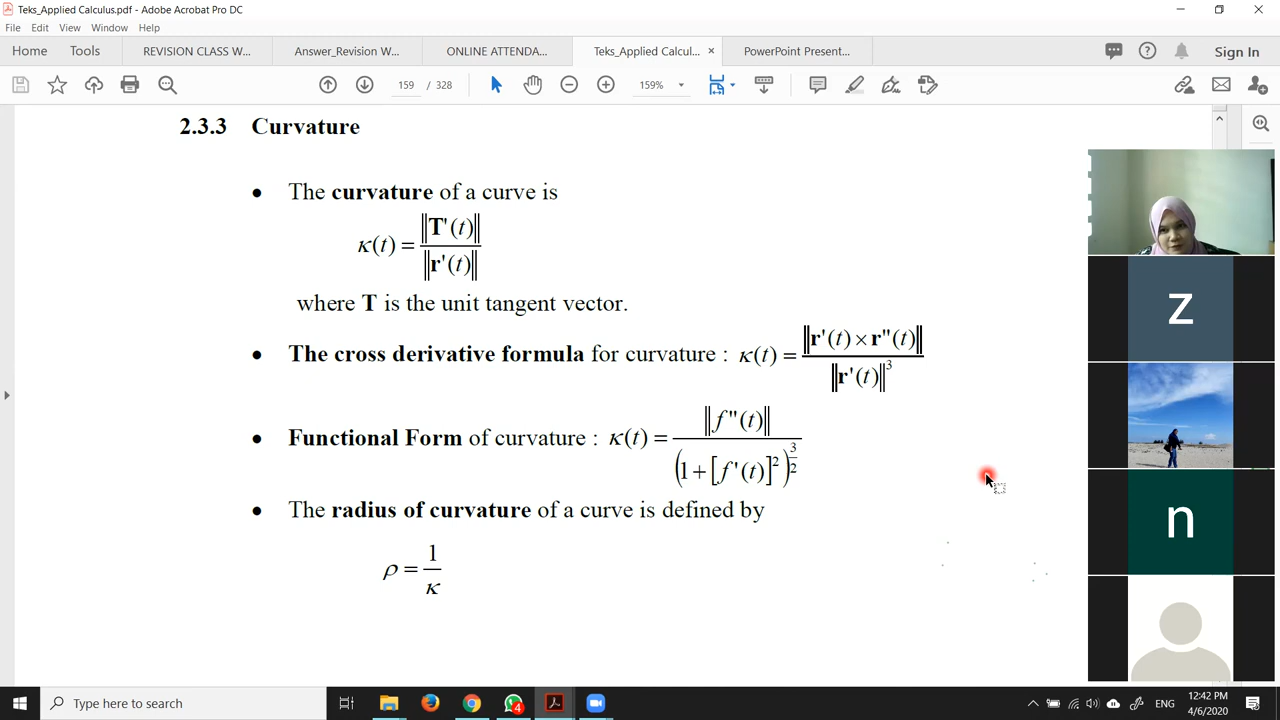 Teks_Applied Calculus.pdf - Adobe Acrobat Pro DC
File Edit View Window Help
Home Tools REVISION CLASS W... Answer_Revision W... ONLINE ATTENDA... Teks_Applied Calcul... × PowerPoint Present... Sign In
159 / 328 159%
2.3.3 Curvature
• The curvature of a curve is
κ(t) = ‖T'(t)‖ / ‖r'(t)‖
where T is the unit tangent vector.
• The cross derivative formula for curvature : κ(t) = ‖r'(t) × r"(t)‖ / ‖r'(t)‖³
• Functional Form of curvature : κ(t) = ‖f"(t)‖ / (1 + [f'(t)]²)^(3/2)
• The radius of curvature of a curve is defined by
ρ = 1 / κ
z
n
Type here to search
4
ENG
12:42 PM
4/6/2020